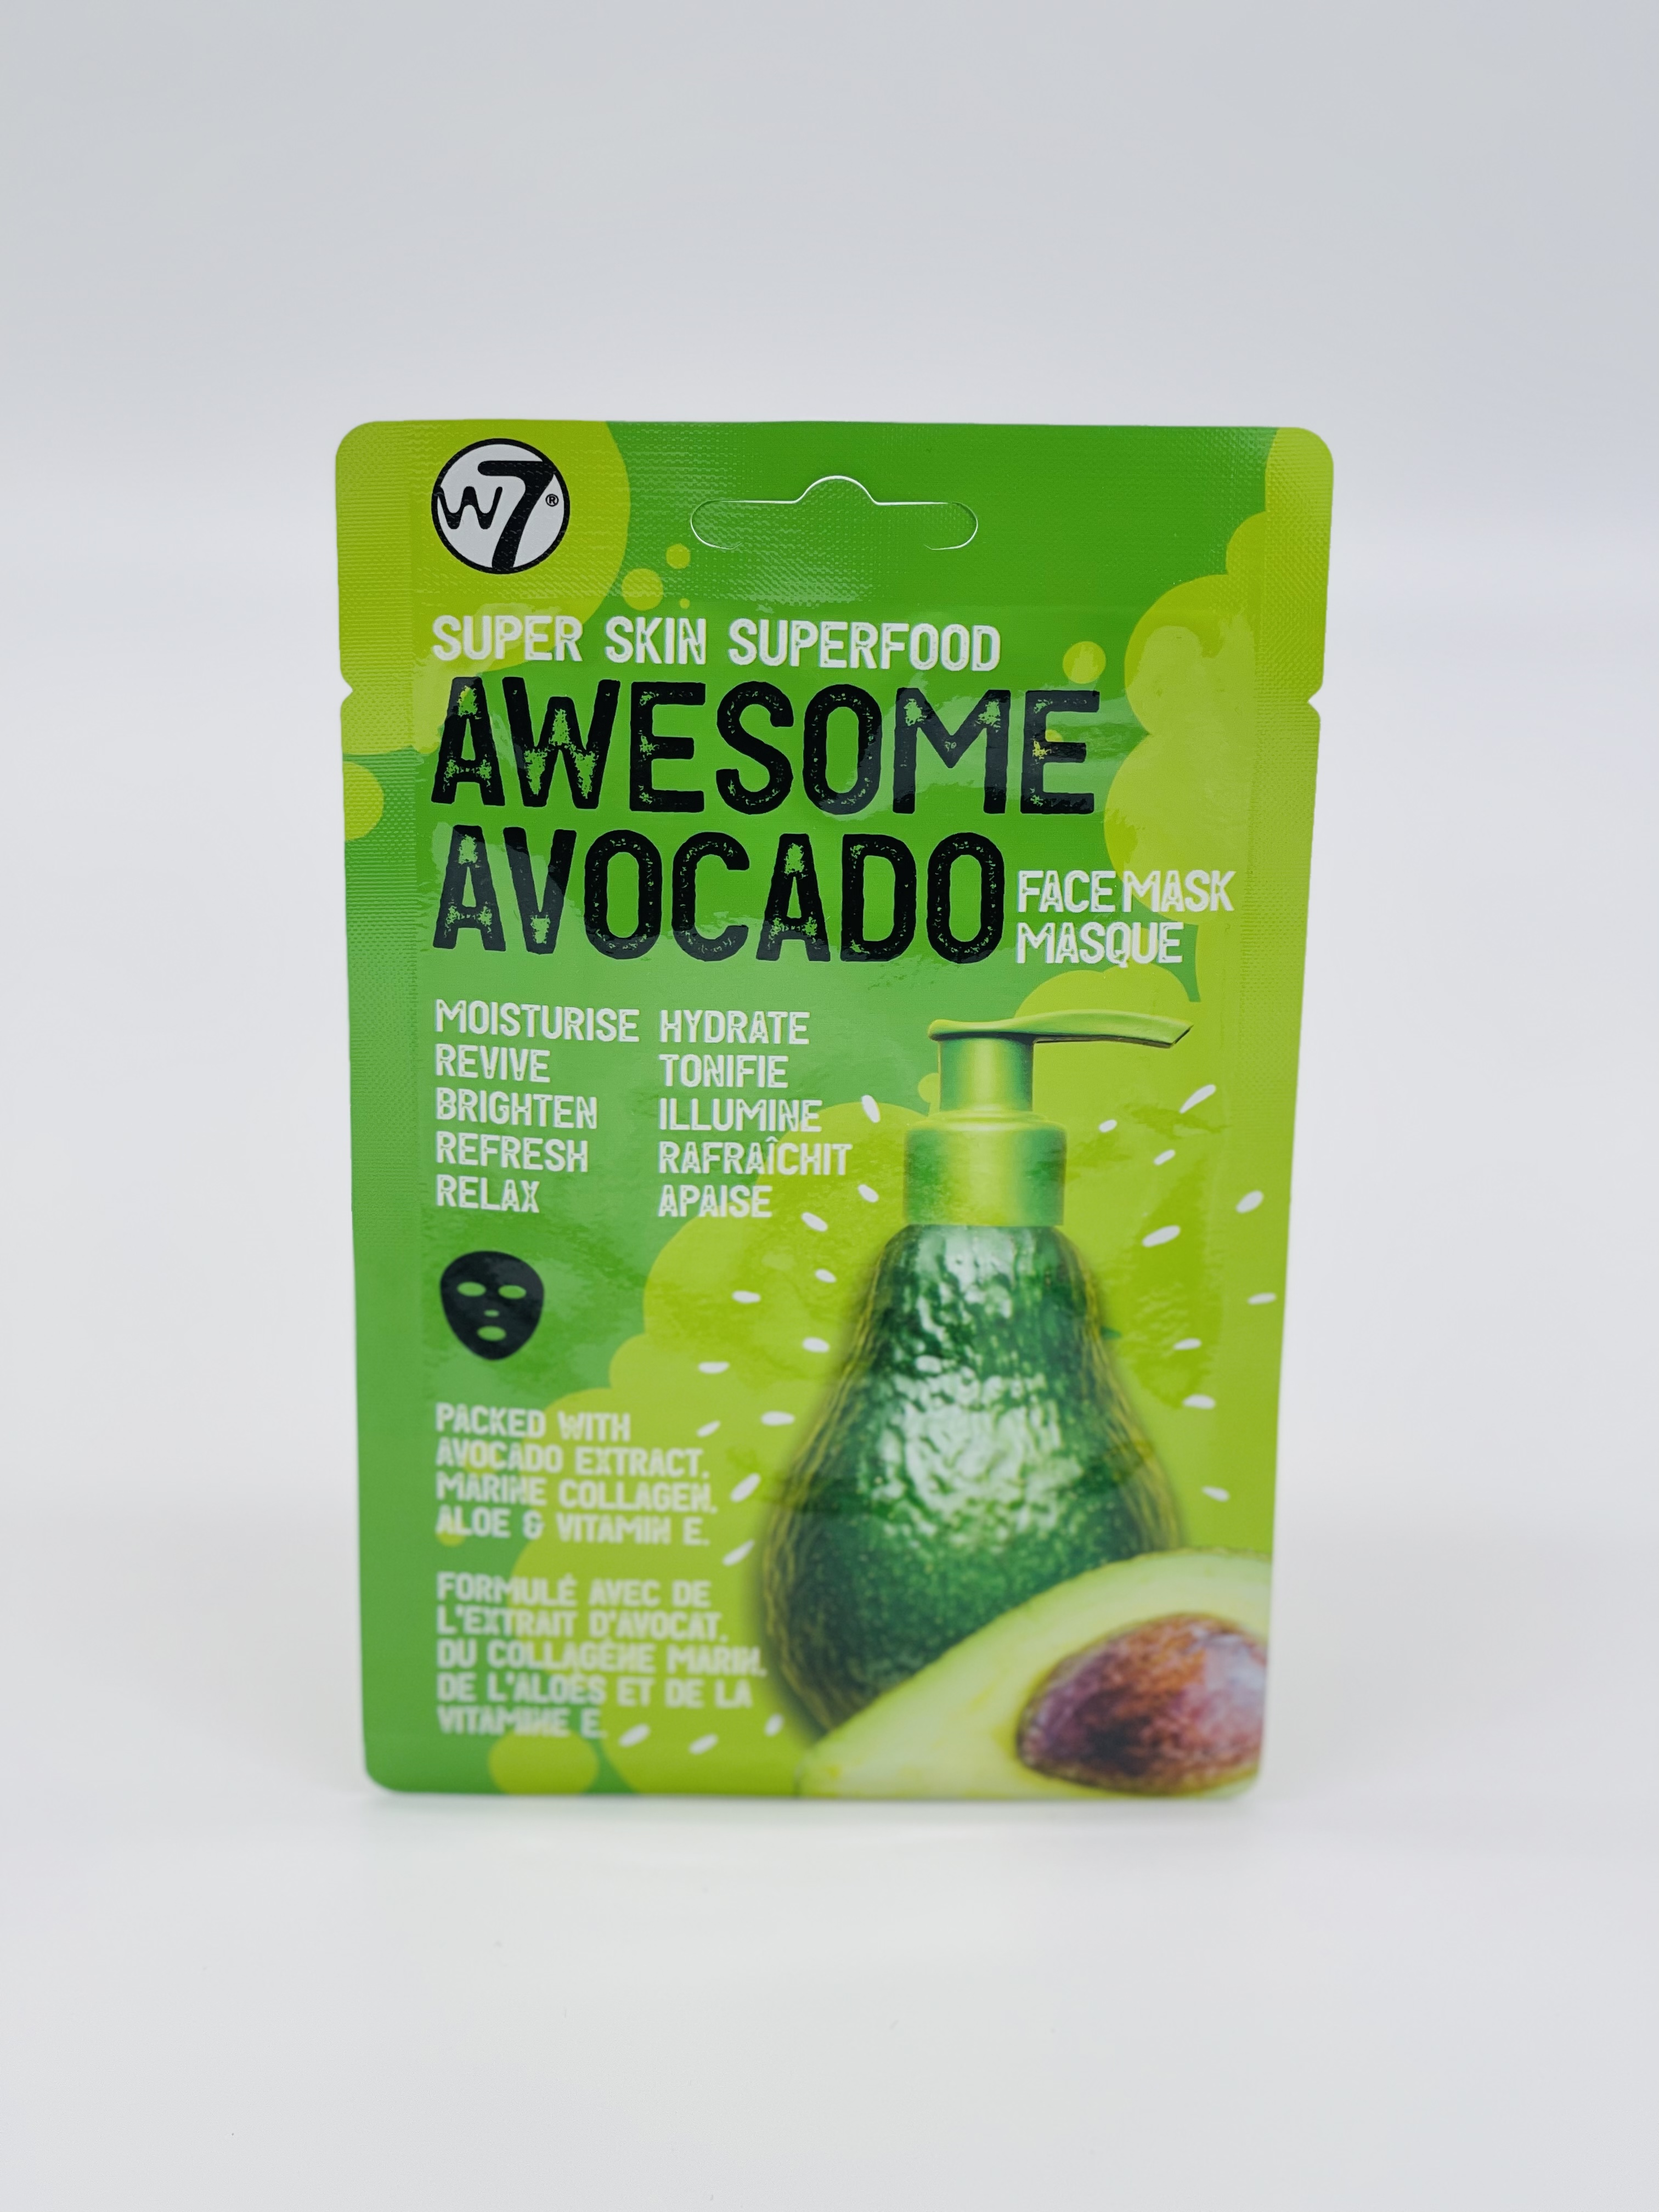 W7®
SUPER SKIN SUPERFOOD
AWESOME
AVOCADO
FACE MASK
MASQUE
MOISTURISE
REVIVE
BRIGHTEN
REFRESH
RELAX
HYDRATE
TONIFIE
ILLUMINE
RAFRAÎCHIT
APAISE
PACKED WITH
AVOCADO EXTRACT,
MARINE COLLAGEN,
ALOE & VITAMIN E.
FORMULÉ AVEC DE
L'EXTRAIT D'AVOCAT,
DU COLLAGÈNE MARIN,
DE L'ALOÈS ET DE LA
VITAMINE E.